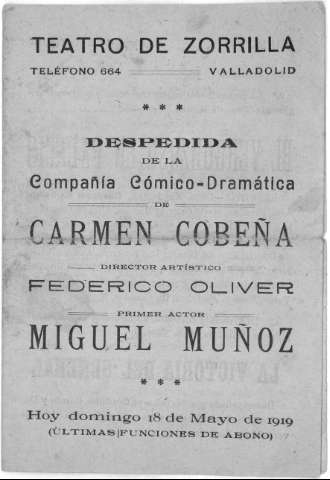 TEATRO DE ZORRILLA
TELÉFONO 664 VALLADOLID
* * *
DESPEDIDA
DE LA
Compañía Cómico-Dramática
DE
CARMEN COBEÑA
DIRECTOR ARTÍSTICO
FEDERICO OLIVER
PRIMER ACTOR
MIGUEL MUÑOZ
* * *
Hoy domingo 18 de Mayo de 1919
(ÚLTIMAS FUNCIONES DE ABONO)